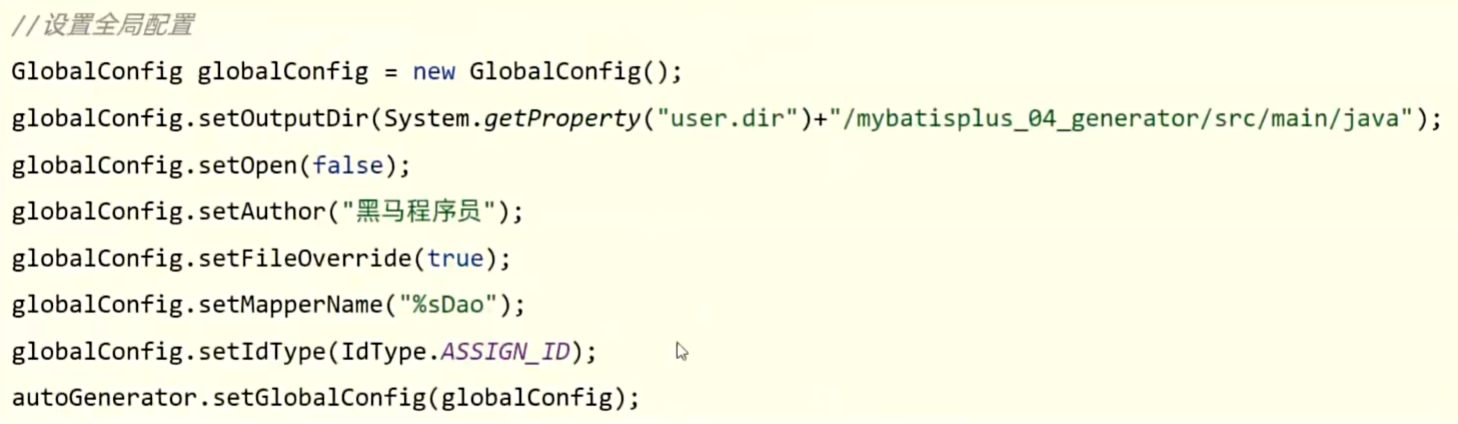 //设置全局配置
GlobalConfig globalConfig = new GlobalConfig();
globalConfig.setOutputDir(System.getProperty("user.dir")+"/mybatisplus_04_generator/src/main/java");
globalConfig.setOpen(false);
globalConfig.setAuthor("黑马程序员");
globalConfig.setFileOverride(true);
globalConfig.setMapperName("%sDao");
globalConfig.setIdType(IdType.ASSIGN_ID);
autoGenerator.setGlobalConfig(globalConfig);